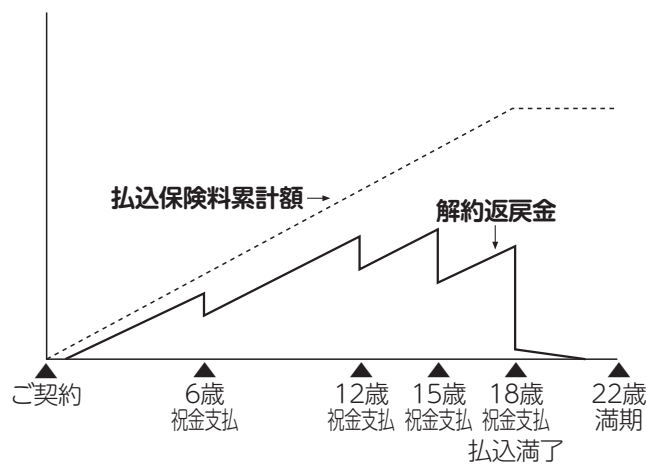 払込保険料累計額
解約返戻金
ご契約
6歳
祝金支払
12歳
祝金支払
15歳
祝金支払
18歳
祝金支払
払込満了
22歳
満期